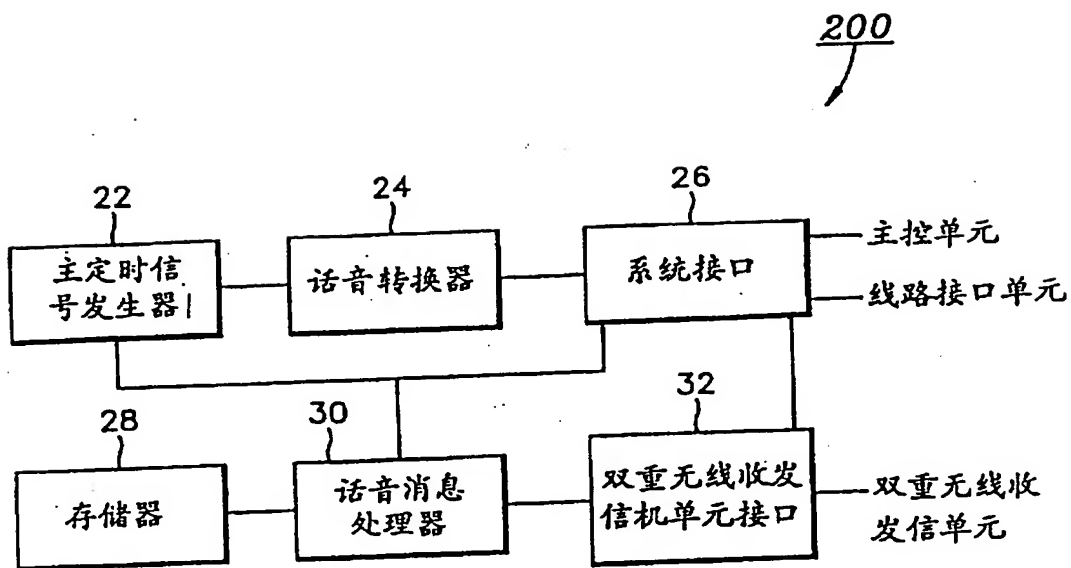 200
22
24
26
主定时信
号发生器
话音转换器
系统接口
主控单元
线路接口单元
28
30
32
存储器
话音消息
处理器
双重无线收发
信机单元接口
双重无线收
发信单元